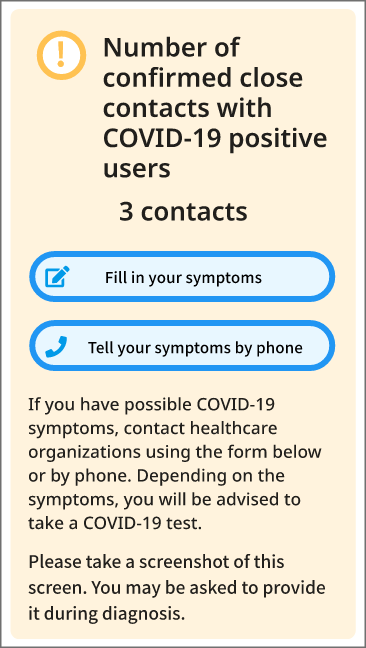 Number of
confirmed close
contacts with
COVID-19 positive
users
3 contacts
Fill in your symptoms
Tell your symptoms by phone
If you have possible COVID-19
symptoms, contact healthcare
organizations using the form below
or by phone. Depending on the
symptoms, you will be advised to
take a COVID-19 test.
Please take a screenshot of this
screen. You may be asked to provide
it during diagnosis.